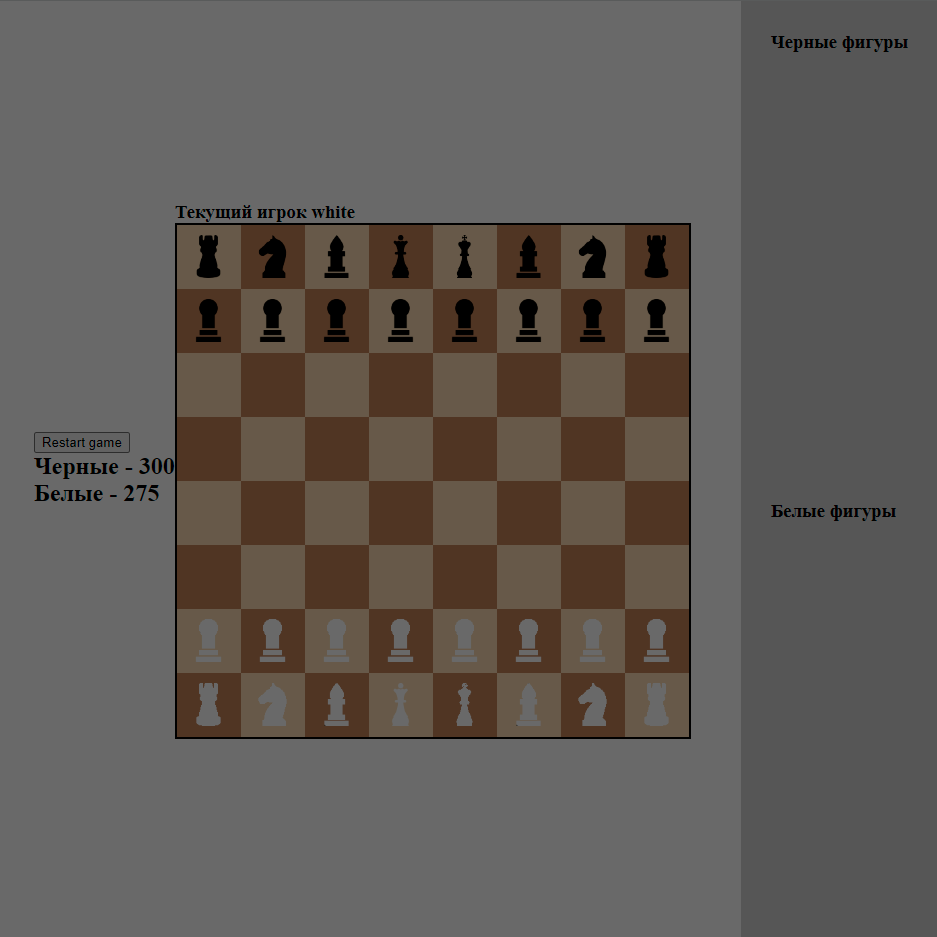 Черные фигуры
Текущий игрок white
Restart game
Черные - 300
Белые - 275
Белые фигуры